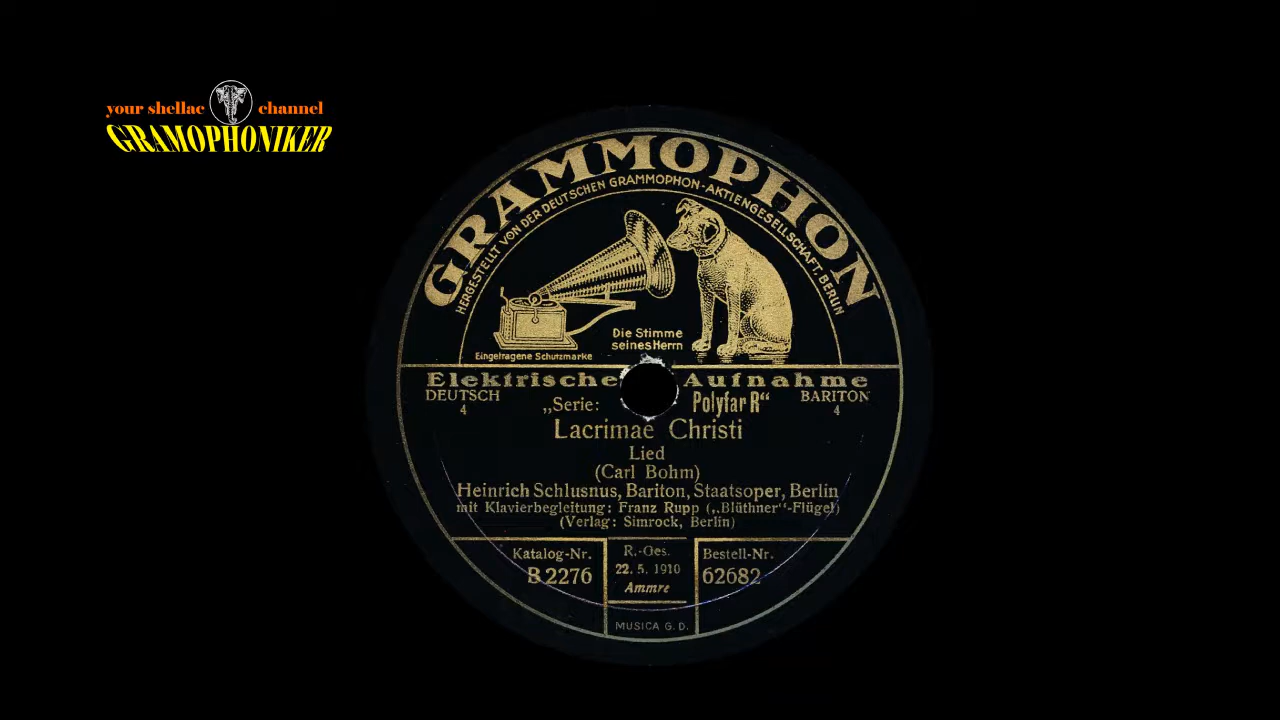 your shellac channel
GRAMOPHONIKER
GRAMMOPHON
HERGESTELLT VON DER DEUTSCHEN GRAMMOPHON-AKTIENGESELLSCHAFT, BERLIN
Die Stimme
seines Herrn
Eingetragene Schutzmarke
Elektrische Aufnahme
DEUTSCH
4
„Serie: Polyfar R“
BARITON
4
Lacrimae Christi
Lied
(Carl Bohm)
Heinrich Schlusnus, Bariton, Staatsoper, Berlin
mit Klavierbegleitung: Franz Rupp („Blüthner“-Flügel)
(Verlag: Simrock, Berlin)
Katalog-Nr.
B 2276
R.-Ges.
22. 5. 1910
Ammre
Bestell-Nr.
62682
MUSICA G. D.